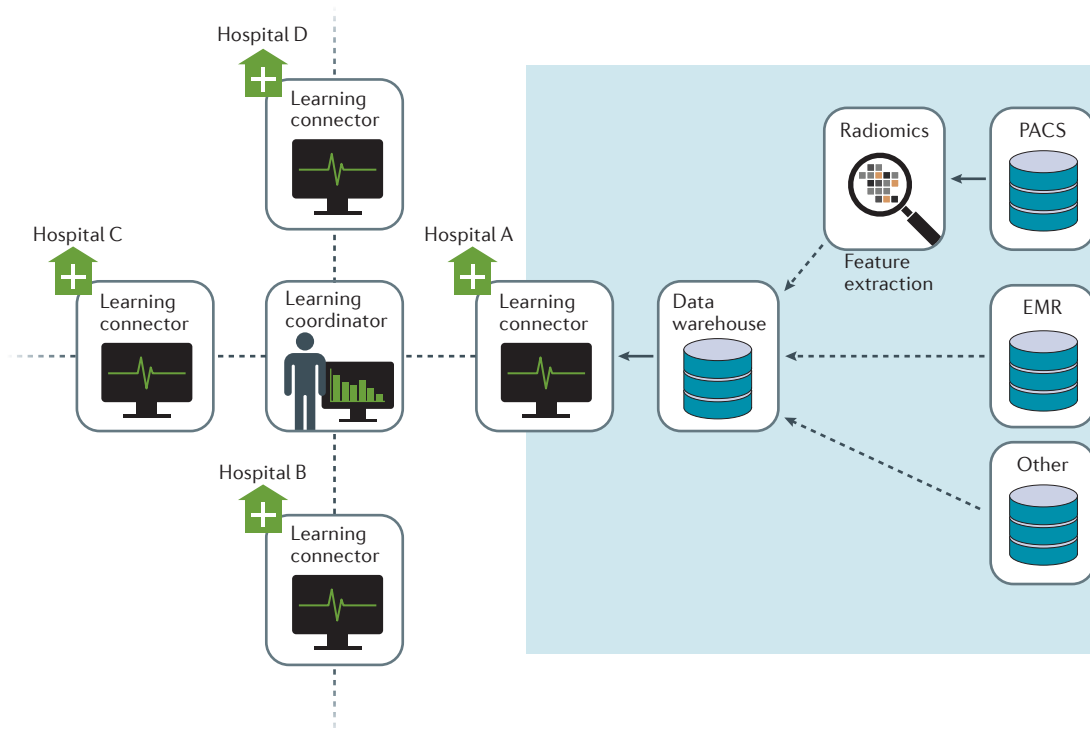 Hospital D
Learning
connector
Radiomics
PACS
Hospital C
Hospital A
Feature
extraction
Learning
connector
Learning
coordinator
Learning
connector
Data
warehouse
EMR
Hospital B
Other
Learning
connector